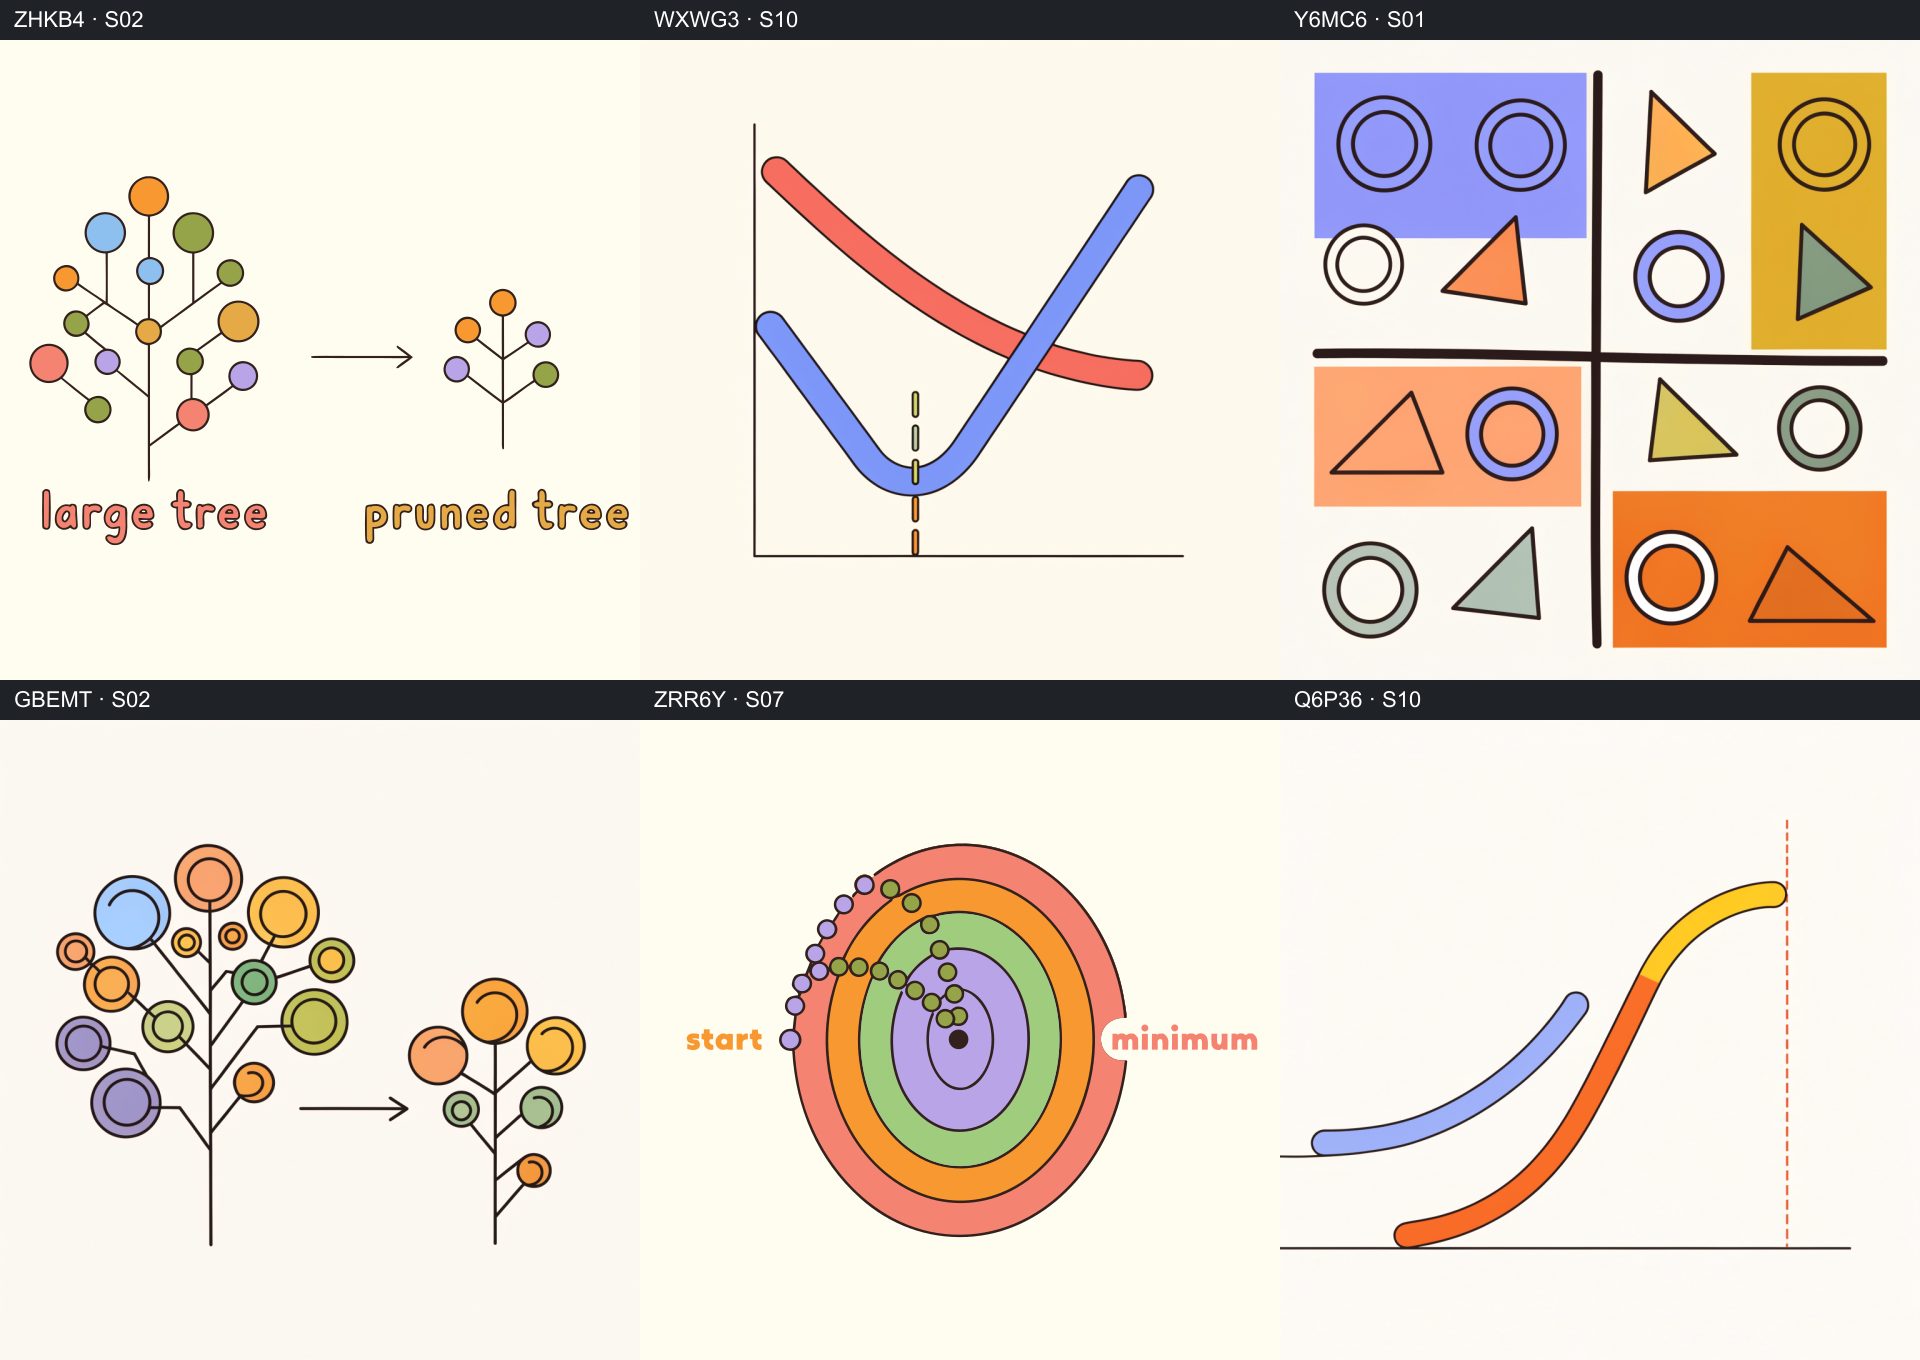 ZHKB4 · S02
WXWG3 · S10
Y6MC6 · S01
large tree
pruned tree
GBEMT · S02
ZRR6Y · S07
Q6P36 · S10
start
minimum